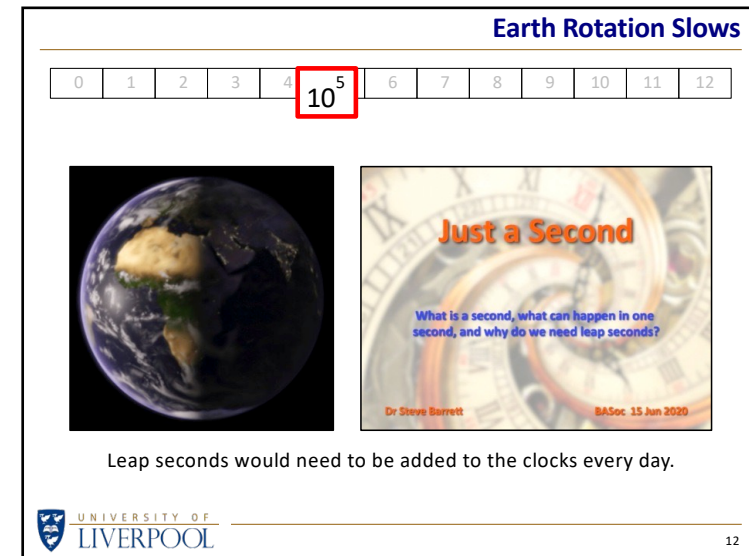 Earth Rotation Slows
0 1 2 3 4 10⁵ 6 7 8 9 10 11 12
Just a Second
What is a second, what can happen in one
second, and why do we need leap seconds?
Dr Steve Barrett BASoc 15 Jun 2020
Leap seconds would need to be added to the clocks every day.
UNIVERSITY OF
LIVERPOOL
12